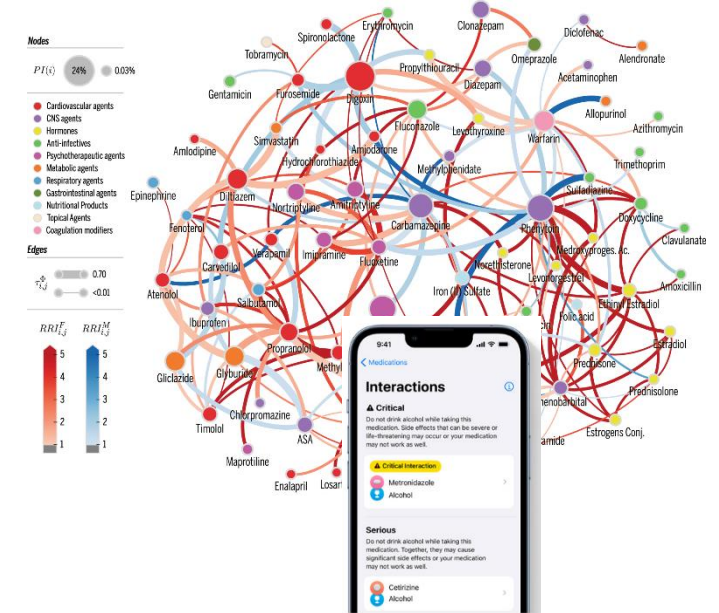 Nodes
PI(i) 24% 0.03%
Cardiovascular agents
CNS agents
Hormones
Anti-infectives
Psychotherapeutic agents
Metabolic agents
Respiratory agents
Gastrointestinal agents
Nutritional Products
Topical Agents
Coagulation modifiers
Edges
0.70
<0.01
5 5
4 4
3 3
2 2
1 1
Erythromycin
Clonazepam
Spironolactone
Diclofenac
Tobramycin
Omeprazole
Alendronate
Propylthiouracil
Acetaminophen
Gentamicin
Furosemide
Digoxin
Diazepam
Allopurinol
Fluconazole
Levothyroxine
Warfarin
Azithromycin
Simvastatin
Amlodipine
Hydrochlorothiazide
Amiodarone
Methylphenidate
Trimethoprim
Epinephrine
Diltiazem
Nortriptyline
Amitriptyline
Sulfadiazine
Doxycycline
Fenoterol
Carbamazepine
Phenytoin
Clavulanate
Carvedilol
Verapamil
Imipramine
Fluoxetine
Medroxyproges. Ac.
Norethisterone
Levonorgestrel
Atenolol
Salbutamol
Iron (II) Sulfate
Ethinyl Estradiol
Amoxicillin
Ibuprofen
Folic acid
Propranolol
Estradiol
Gliclazide
Glyburide
Methyl
Prednisone
Prednisolone
Timolol
Chlorpromazine
ASA
enobarbital
Estrogens Conj.
Maprotiline
amide
Enalapril
Losar
9:41
Medications
Interactions
Critical
Do not drink alcohol while taking this
medication. Side effects that can be severe or
life-threatening may occur or your medication
may not work as well.
Critical Interaction
Metronidazole
Alcohol
Serious
Do not drink alcohol while taking this
medication. Together, they may cause
significant side effects or your medication
may not work as well.
Cetirizine
Alcohol